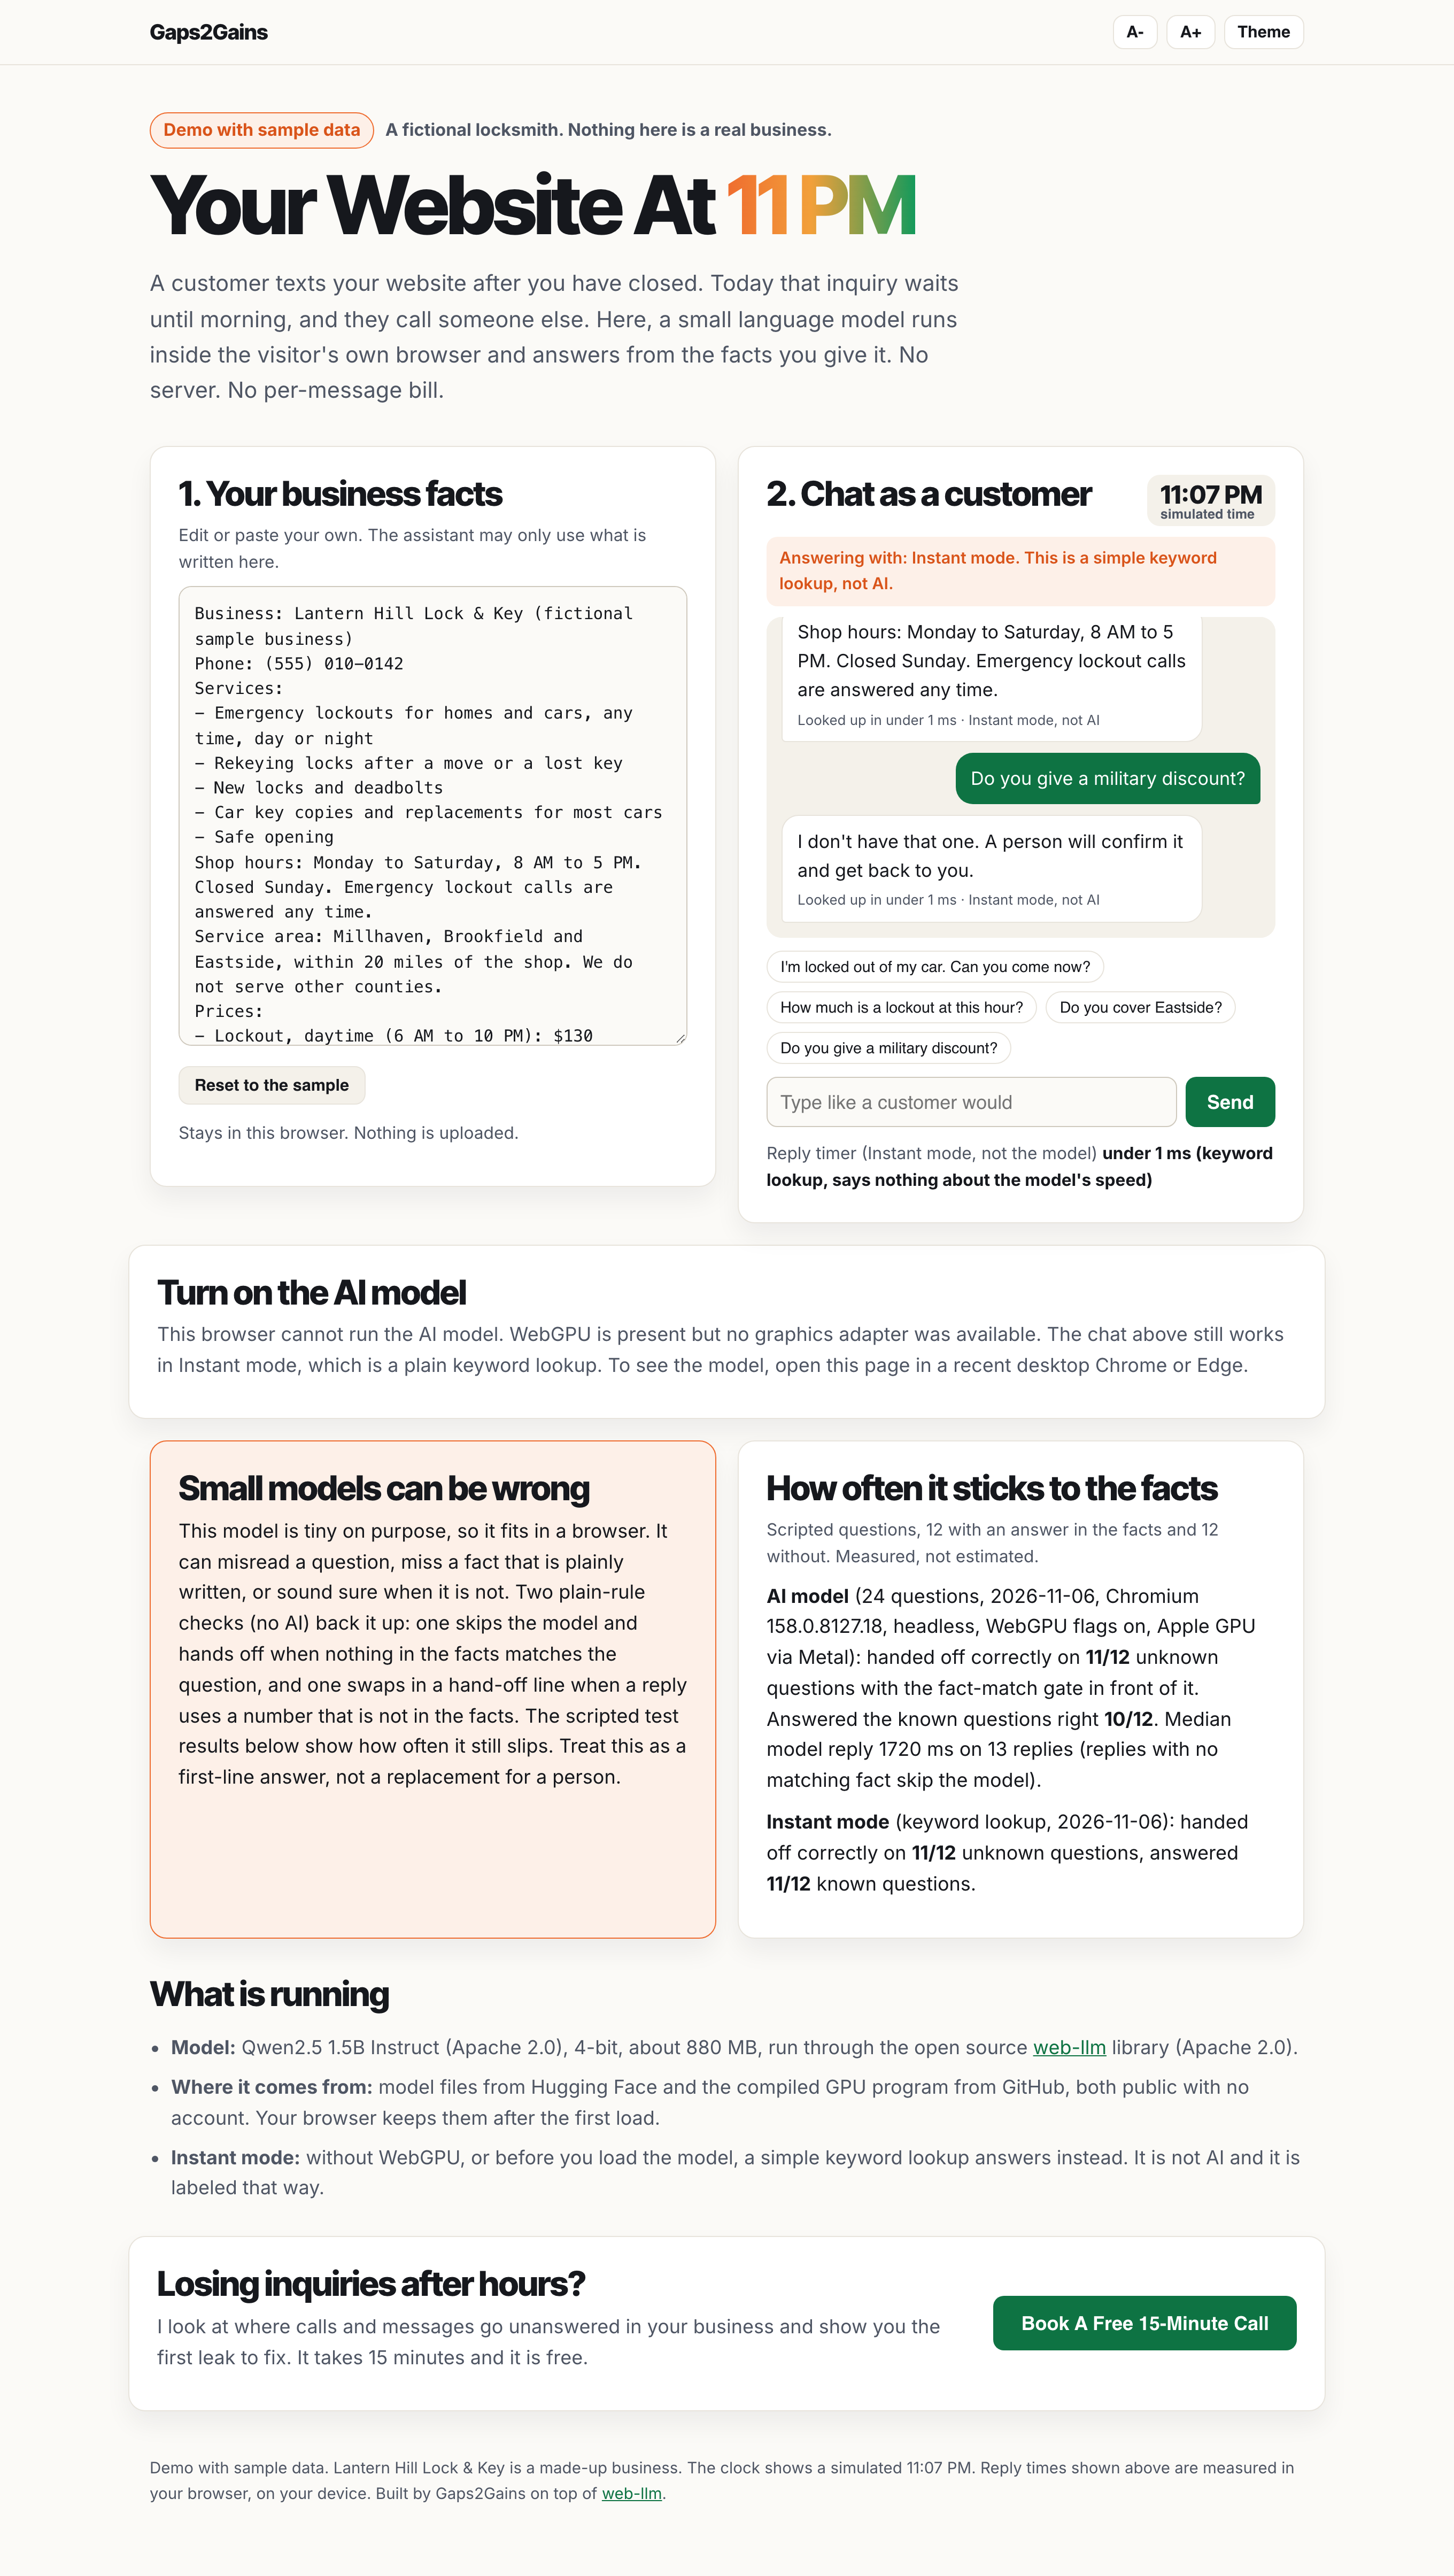 Gaps2Gains
A-
A+
Theme
Demo with sample data
A fictional locksmith. Nothing here is a real business.
Your Website At 11 PM
A customer texts your website after you have closed. Today that inquiry waits
until morning, and they call someone else. Here, a small language model runs
inside the visitor's own browser and answers from the facts you give it. No
server. No per-message bill.
1. Your business facts
Edit or paste your own. The assistant may only use what is
written here.
Business: Lantern Hill Lock & Key (fictional
sample business)
Phone: (555) 010-0142
Services:
- Emergency lockouts for homes and cars, any
time, day or night
- Rekeying locks after a move or a lost key
- New locks and deadbolts
- Car key copies and replacements for most cars
- Safe opening
Shop hours: Monday to Saturday, 8 AM to 5 PM.
Closed Sunday. Emergency lockout calls are
answered any time.
Service area: Millhaven, Brookfield and
Eastside, within 20 miles of the shop. We do
not serve other counties.
Prices:
- Lockout, daytime (6 AM to 10 PM): $130
Reset to the sample
Stays in this browser. Nothing is uploaded.
2. Chat as a customer
11:07 PM
simulated time
Answering with: Instant mode. This is a simple keyword
lookup, not AI.
Shop hours: Monday to Saturday, 8 AM to 5
PM. Closed Sunday. Emergency lockout calls
are answered any time.
Looked up in under 1 ms · Instant mode, not AI
Do you give a military discount?
I don't have that one. A person will confirm it
and get back to you.
Looked up in under 1 ms · Instant mode, not AI
I'm locked out of my car. Can you come now?
How much is a lockout at this hour?
Do you cover Eastside?
Do you give a military discount?
Type like a customer would
Send
Reply timer (Instant mode, not the model) under 1 ms (keyword
lookup, says nothing about the model's speed)
Turn on the AI model
This browser cannot run the AI model. WebGPU is present but no graphics adapter was available. The chat above still works
in Instant mode, which is a plain keyword lookup. To see the model, open this page in a recent desktop Chrome or Edge.
Small models can be wrong
This model is tiny on purpose, so it fits in a browser. It
can misread a question, miss a fact that is plainly
written, or sound sure when it is not. Two plain-rule
checks (no AI) back it up: one skips the model and
hands off when nothing in the facts matches the
question, and one swaps in a hand-off line when a reply
uses a number that is not in the facts. The scripted test
results below show how often it still slips. Treat this as a
first-line answer, not a replacement for a person.
How often it sticks to the facts
Scripted questions, 12 with an answer in the facts and 12
without. Measured, not estimated.
AI model (24 questions, 2026-11-06, Chromium
158.0.8127.18, headless, WebGPU flags on, Apple GPU
via Metal): handed off correctly on 11/12 unknown
questions with the fact-match gate in front of it.
Answered the known questions right 10/12. Median
model reply 1720 ms on 13 replies (replies with no
matching fact skip the model).
Instant mode (keyword lookup, 2026-11-06): handed
off correctly on 11/12 unknown questions, answered
11/12 known questions.
What is running
• Model: Qwen2.5 1.5B Instruct (Apache 2.0), 4-bit, about 880 MB, run through the open source web-llm library (Apache 2.0).
• Where it comes from: model files from Hugging Face and the compiled GPU program from GitHub, both public with no
account. Your browser keeps them after the first load.
• Instant mode: without WebGPU, or before you load the model, a simple keyword lookup answers instead. It is not AI and it is
labeled that way.
Losing inquiries after hours?
I look at where calls and messages go unanswered in your business and show you the
first leak to fix. It takes 15 minutes and it is free.
Book A Free 15-Minute Call
Demo with sample data. Lantern Hill Lock & Key is a made-up business. The clock shows a simulated 11:07 PM. Reply times shown above are measured in
your browser, on your device. Built by Gaps2Gains on top of web-llm.